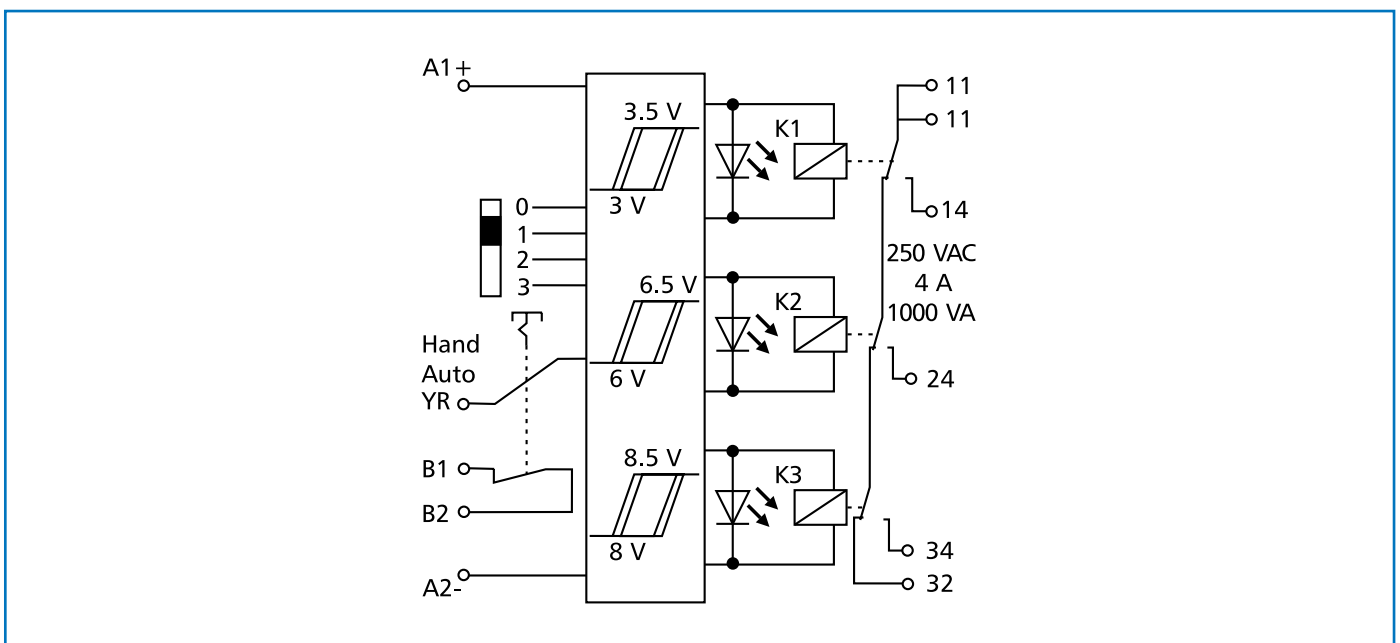 A1+
0
1
2
3
Hand
Auto
YR
B1
B2
A2-
3.5 V
3 V
6.5 V
6 V
8.5 V
8 V
K1
K2
K3
11
11
14
250 VAC
4 A
1000 VA
24
34
32